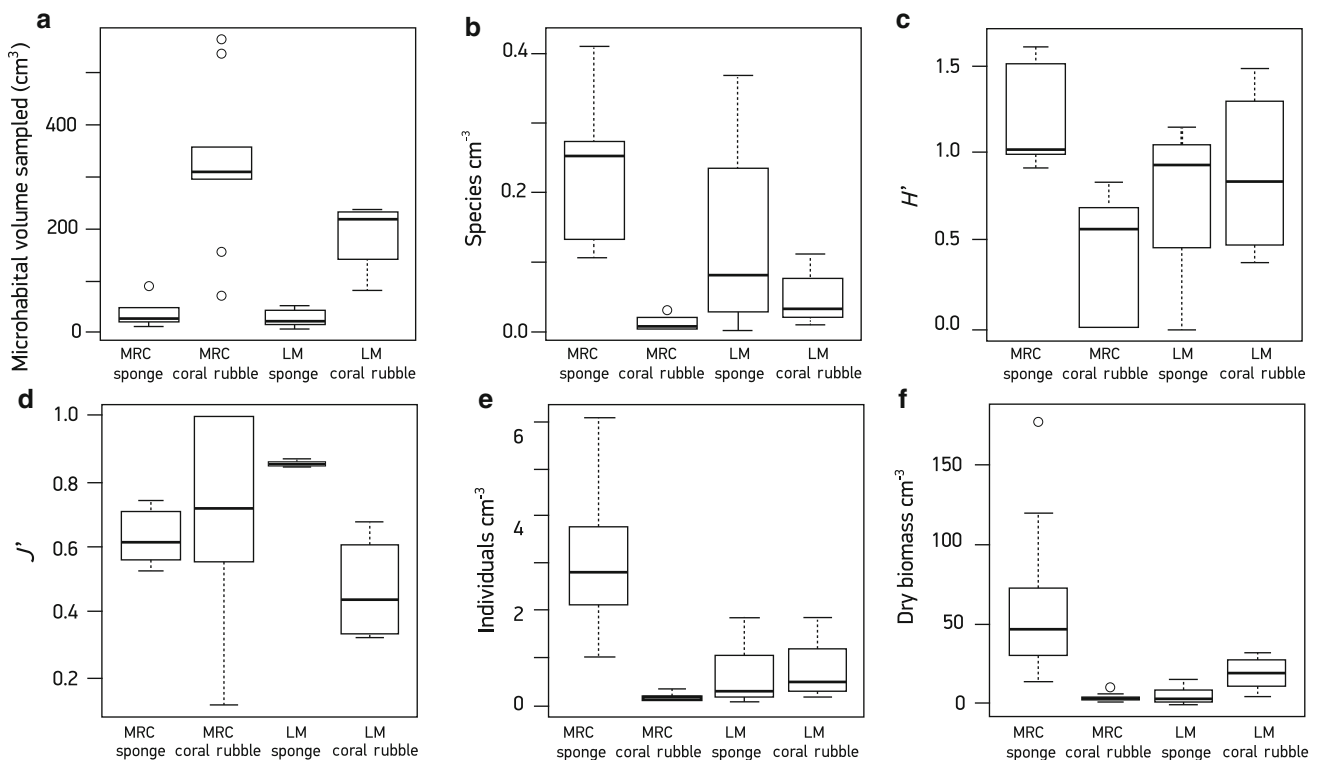 a
Microhabital volume sampled (cm3)
400
200
0
MRC sponge
MRC coral rubble
LM sponge
LM coral rubble
b
Species cm-3
0.4
0.2
0.0
MRC sponge
MRC coral rubble
LM sponge
LM coral rubble
c
H'
1.5
1.0
0.5
0.0
MRC sponge
MRC coral rubble
LM sponge
LM coral rubble
d
J'
1.0
0.8
0.6
0.4
0.2
MRC sponge
MRC coral rubble
LM sponge
LM coral rubble
e
Individuals cm-3
6
4
2
0
MRC sponge
MRC coral rubble
LM sponge
LM coral rubble
f
Dry biomass cm-3
150
100
50
0
MRC sponge
MRC coral rubble
LM sponge
LM coral rubble